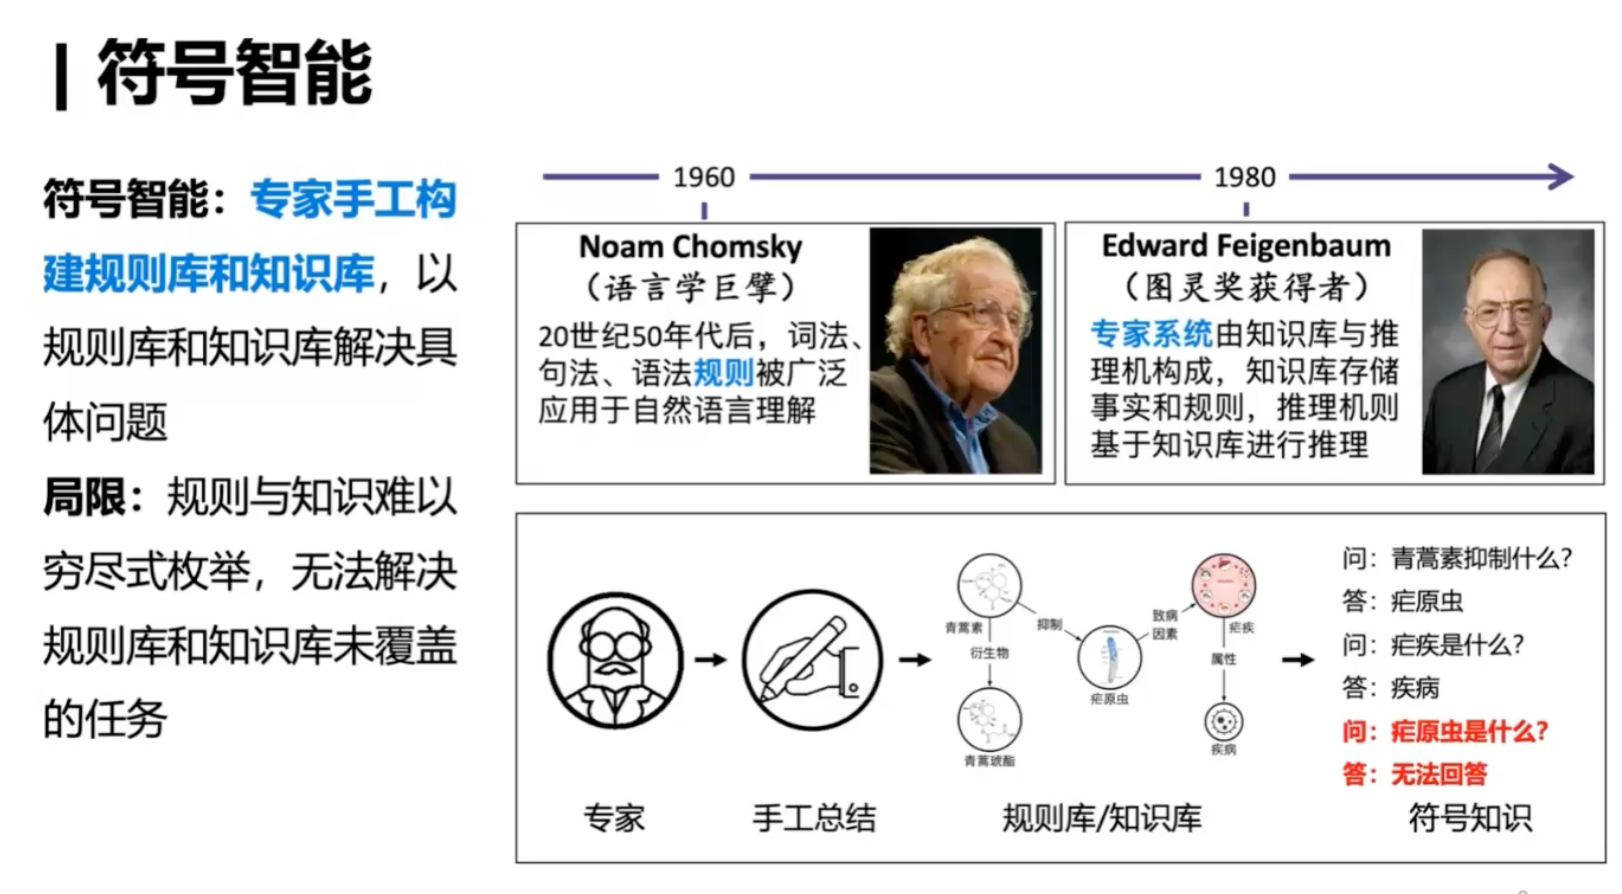 符号智能
符号智能：专家手工构
建规则库和知识库，以
规则库和知识库解决具
体问题
局限：规则与知识难以
穷尽式枚举，无法解决
规则库和知识库未覆盖
的任务
1960
1980
Noam Chomsky
（语言学巨擘）
20世纪50年代后，词法、
句法、语法规则被广泛
应用于自然语言理解
Edward Feigenbaum
（图灵奖获得者）
专家系统由知识库与推
理机构成，知识库存储
事实和规则，推理机则
基于知识库进行推理
青蒿素
抑制
致病
因素
疟疾
衍生物
属性
疟原虫
青蒿琥酯
疾病
问：青蒿素抑制什么？
答：疟原虫
问：疟疾是什么？
答：疾病
问：疟原虫是什么？
答：无法回答
专家
手工总结
规则库/知识库
符号知识